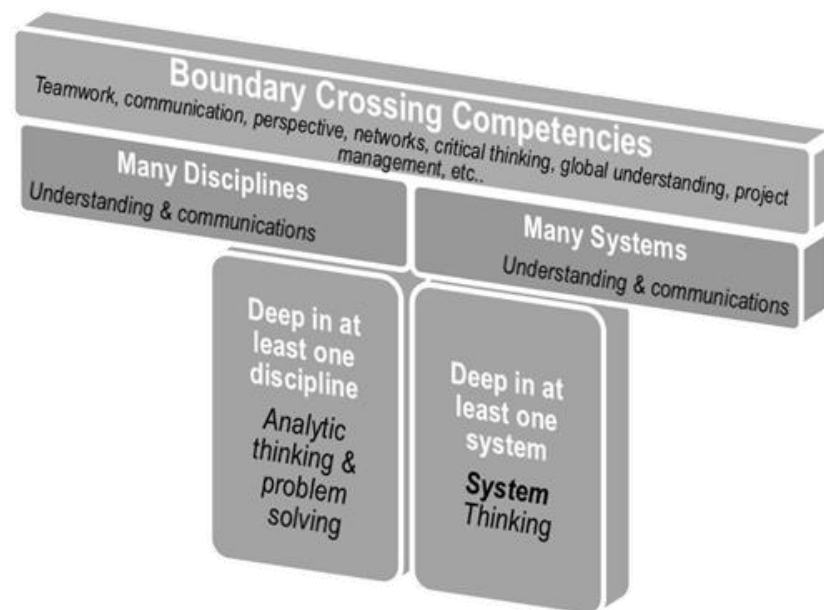 Boundary Crossing Competencies
Teamwork, communication, perspective, networks, critical thinking, global understanding, project
management, etc..
Many Disciplines
Understanding & communications
Many Systems
Understanding & communications
Deep in at
least one
discipline
Analytic
thinking &
problem
solving
Deep in at
least one
system
System
Thinking